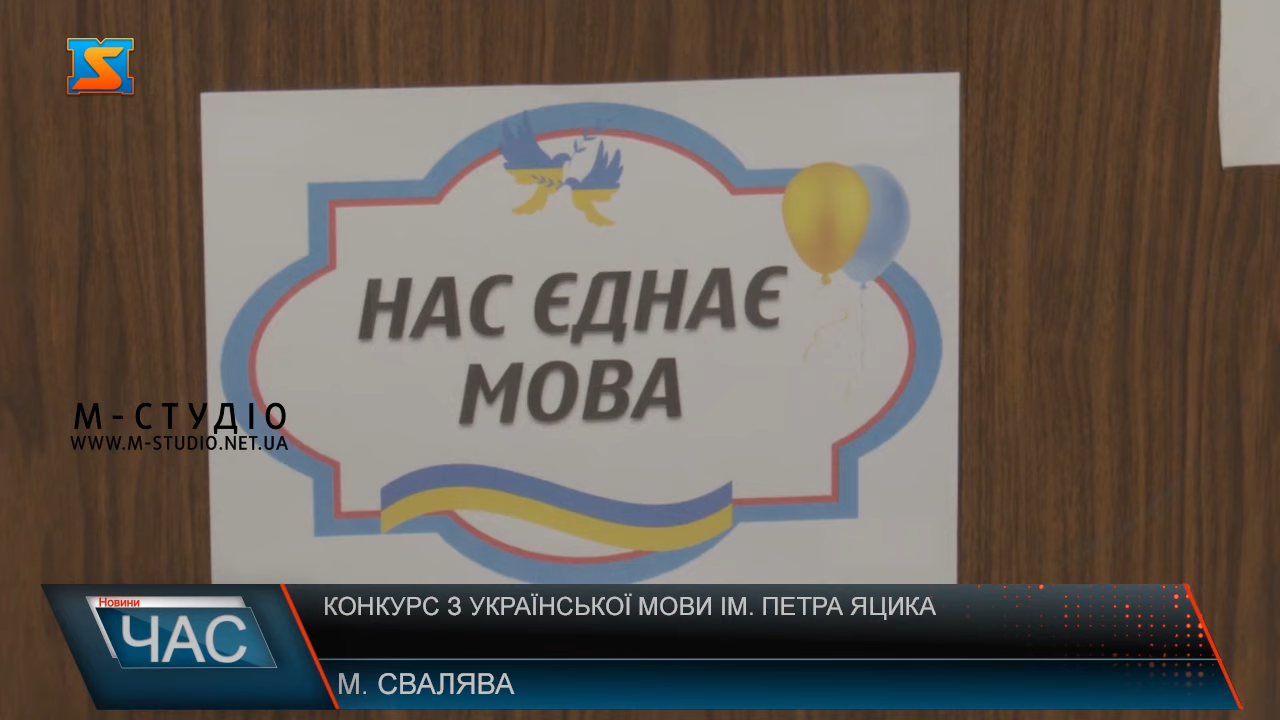 НАС ЄДНАЄ
МОВА
М-СТУДІО
WWW.M-STUDIO.NET.UA
Новини
ЧАС
КОНКУРС З УКРАЇНСЬКОЇ МОВИ ІМ. ПЕТРА ЯЦИКА
М. СВАЛЯВА